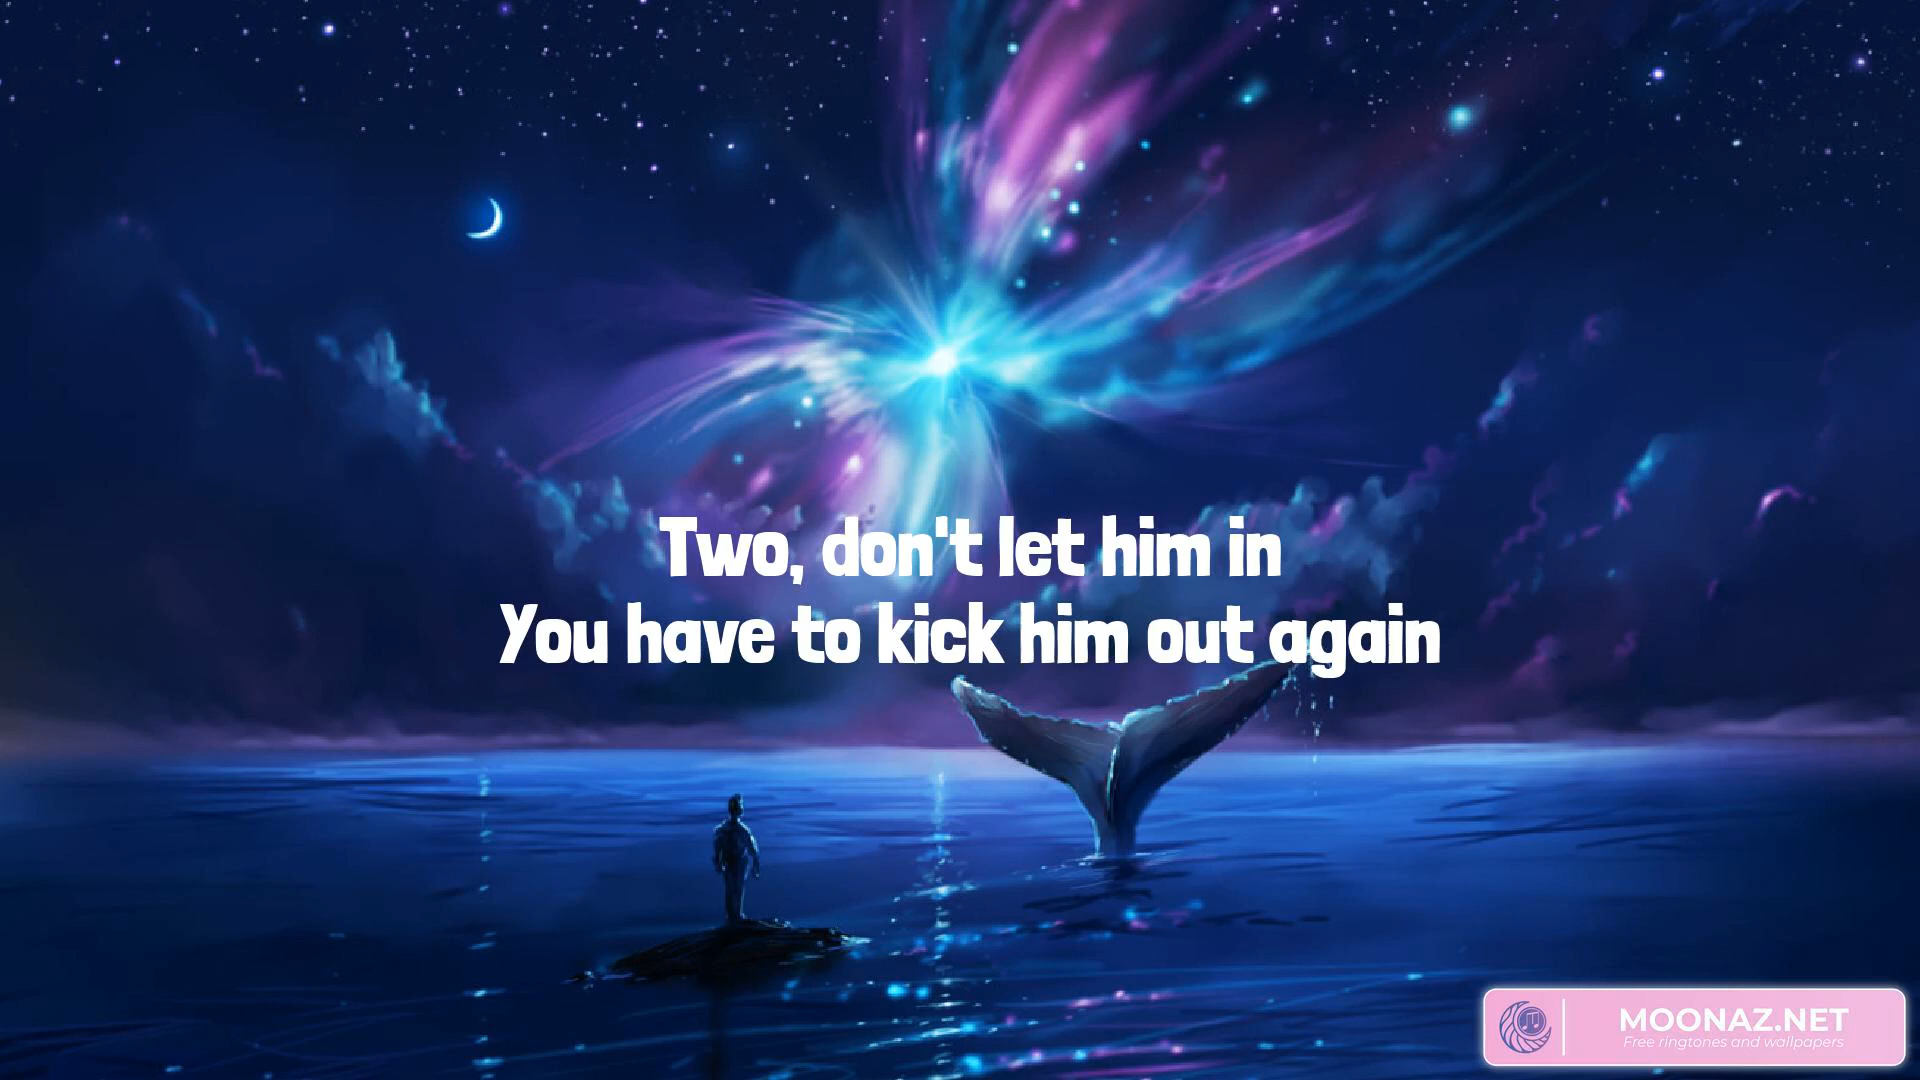 Two, don't let him in
You have to kick him out again
MOONAZ.NET
Free ringtones and wallpapers